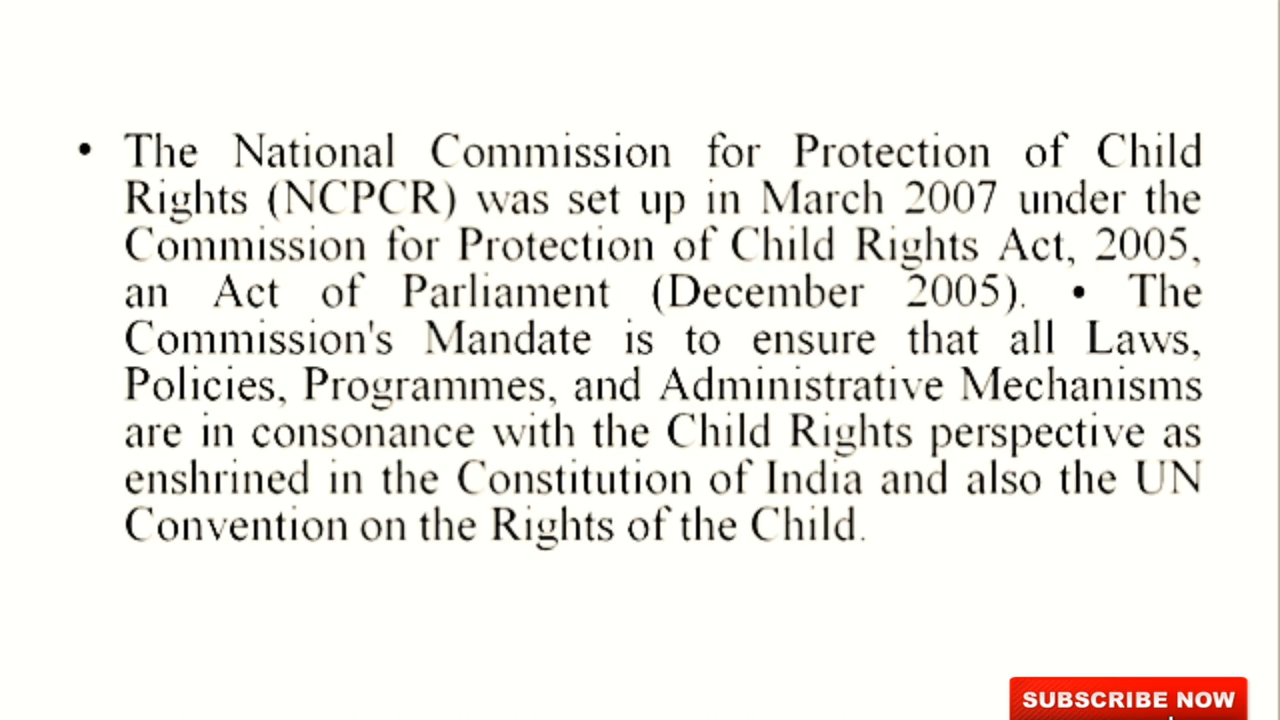 • The National Commission for Protection of Child
Rights (NCPCR) was set up in March 2007 under the
Commission for Protection of Child Rights Act, 2005,
an Act of Parliament (December 2005). • The
Commission's Mandate is to ensure that all Laws,
Policies, Programmes, and Administrative Mechanisms
are in consonance with the Child Rights perspective as
enshrined in the Constitution of India and also the UN
Convention on the Rights of the Child.
SUBSCRIBE NOW